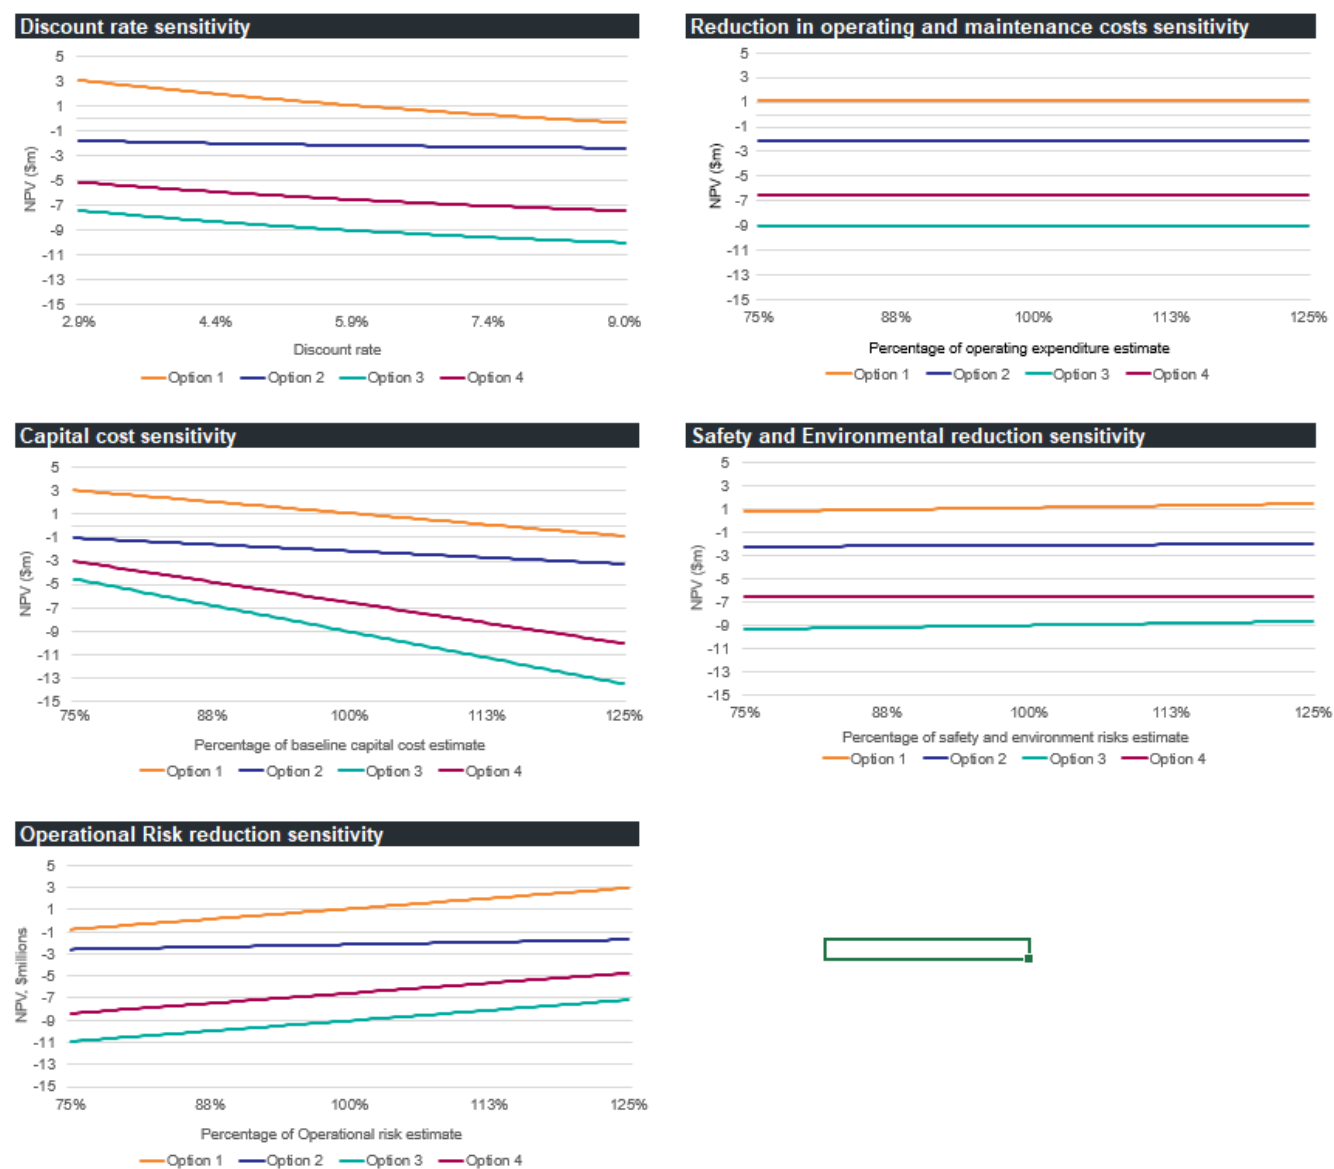 Discount rate sensitivity
5
3
1
-1
-3
-5
-7
-9
-11
-13
-15
NPV ($m)
2.9% 4.4% 5.9% 7.4% 9.0%
Discount rate
Option 1 Option 2 Option 3 Option 4
Reduction in operating and maintenance costs sensitivity
5
3
1
-1
-3
-5
-7
-9
-11
-13
-15
NPV ($m)
75% 88% 100% 113% 125%
Percentage of operating expenditure estimate
Option 1 Option 2 Option 3 Option 4
Capital cost sensitivity
5
3
1
-1
-3
-5
-7
-9
-11
-13
-15
NPV ($m)
75% 88% 100% 113% 125%
Percentage of baseline capital cost estimate
Option 1 Option 2 Option 3 Option 4
Safety and Environmental reduction sensitivity
5
3
1
-1
-3
-5
-7
-9
-11
-13
-15
NPV ($m)
75% 88% 100% 113% 125%
Percentage of safety and environment risks estimate
Option 1 Option 2 Option 3 Option 4
Operational Risk reduction sensitivity
5
3
1
-1
-3
-5
-7
-9
-11
-13
-15
NPV, $millions
75% 88% 100% 113% 125%
Percentage of Operational risk estimate
Option 1 Option 2 Option 3 Option 4